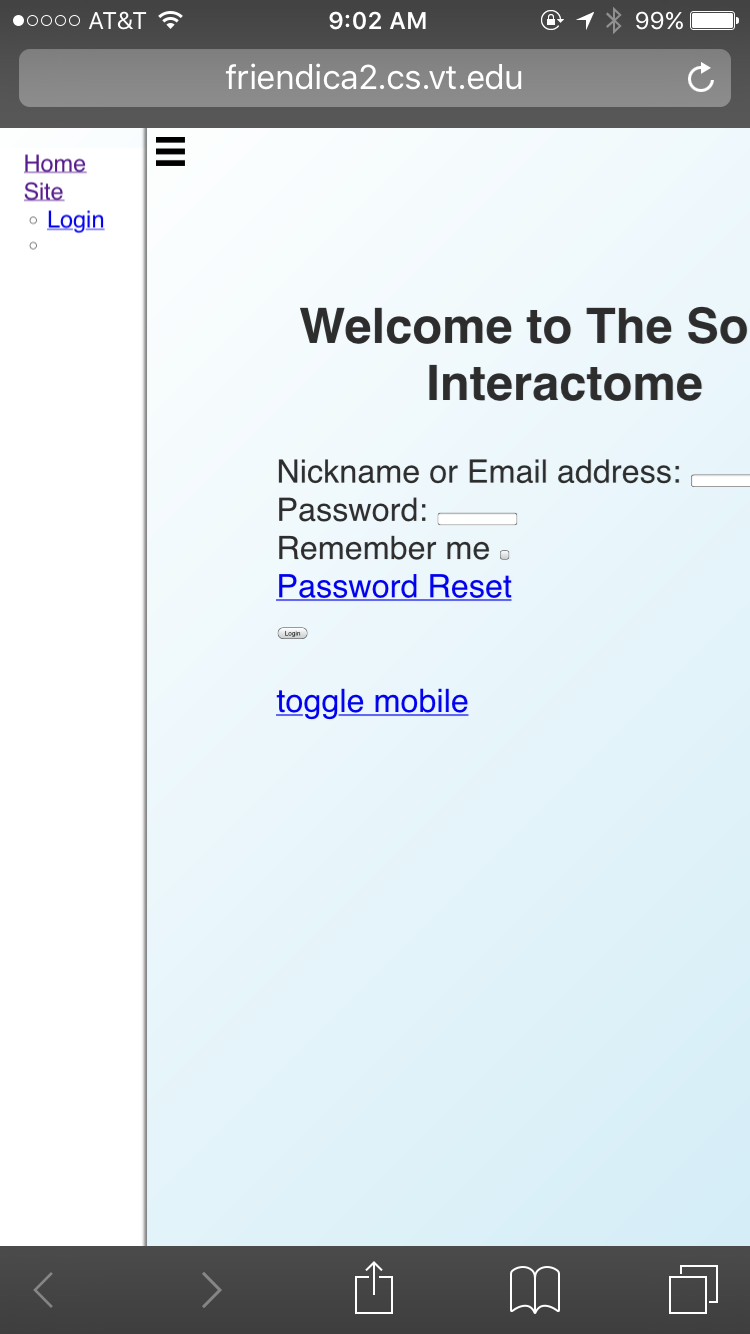 AT&T 9:02 AM 99%
friendica2.cs.vt.edu
Home
Site
Login
Welcome to The So
Interactome
Nickname or Email address:
Password:
Remember me
Password Reset
Login
toggle mobile